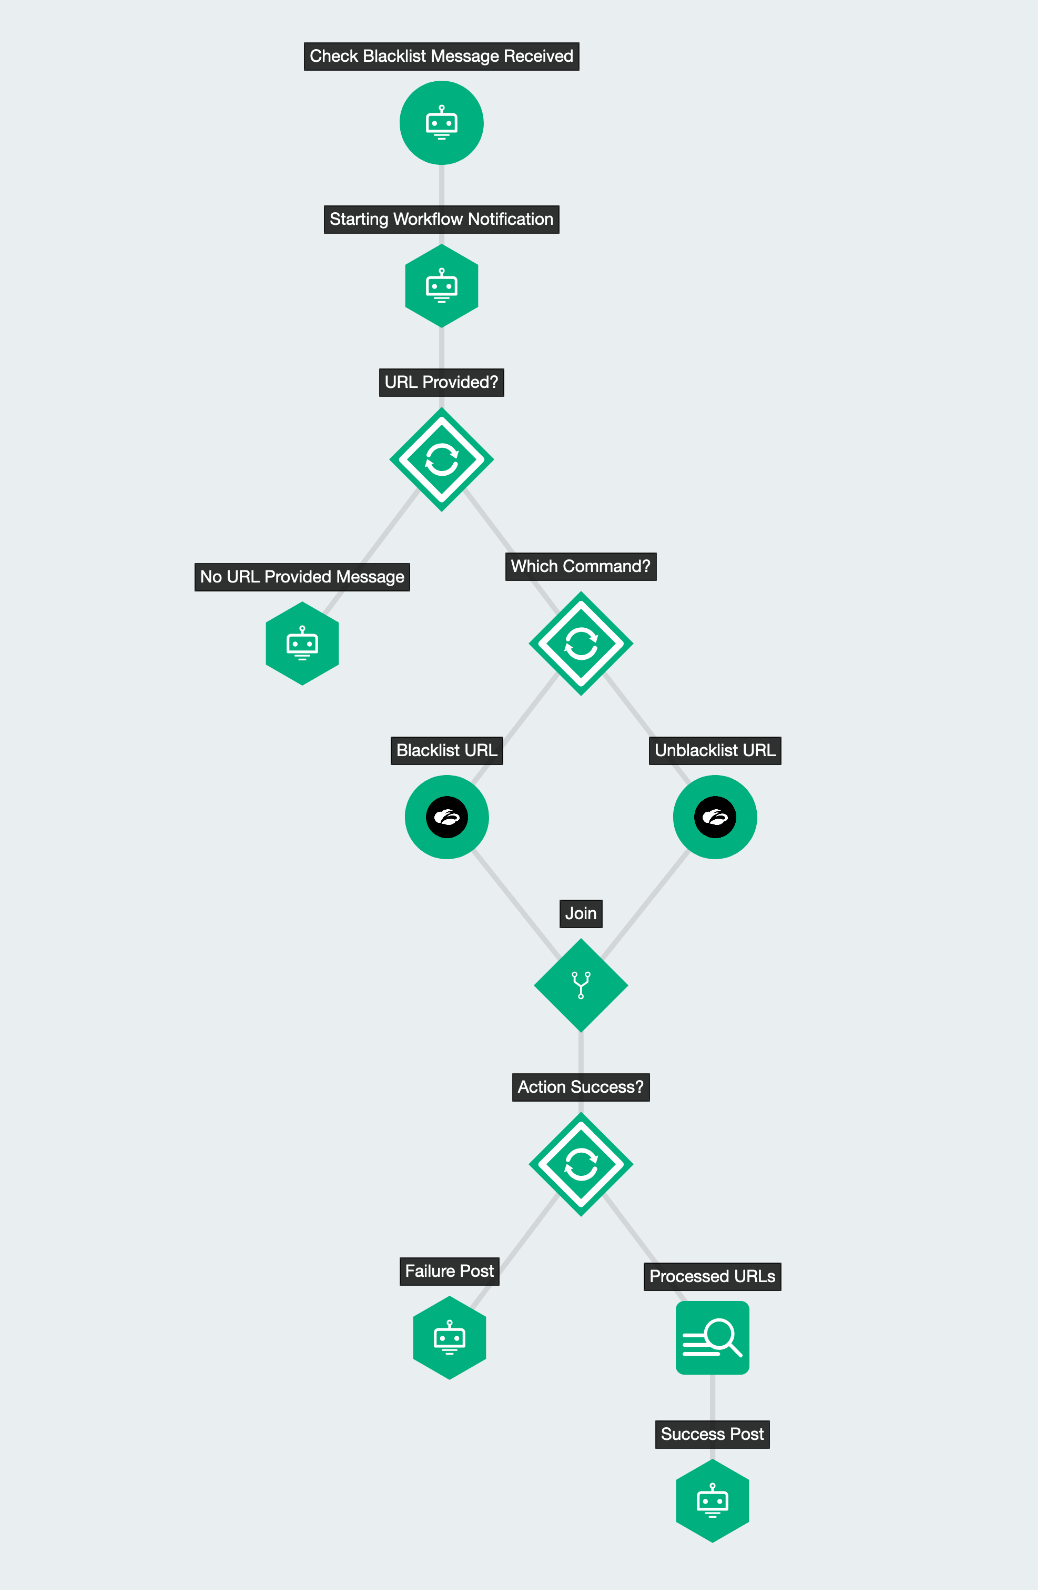 Check Blacklist Message Received
Starting Workflow Notification
URL Provided?
No URL Provided Message
Which Command?
Blacklist URL
Unblacklist URL
Join
Action Success?
Failure Post
Processed URLs
Success Post